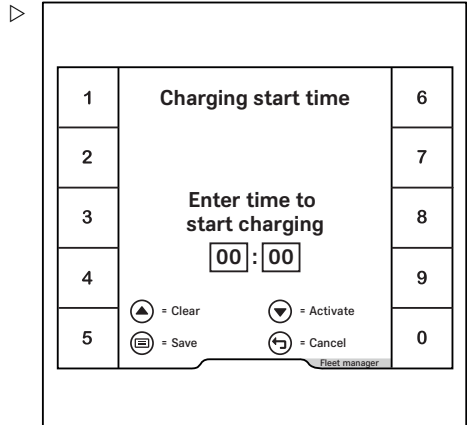 Charging start time
1
6
2
7
Enter time to
start charging
3
8
00 : 00
4
9
= Clear
= Activate
5
= Save
= Cancel
0
Fleet manager